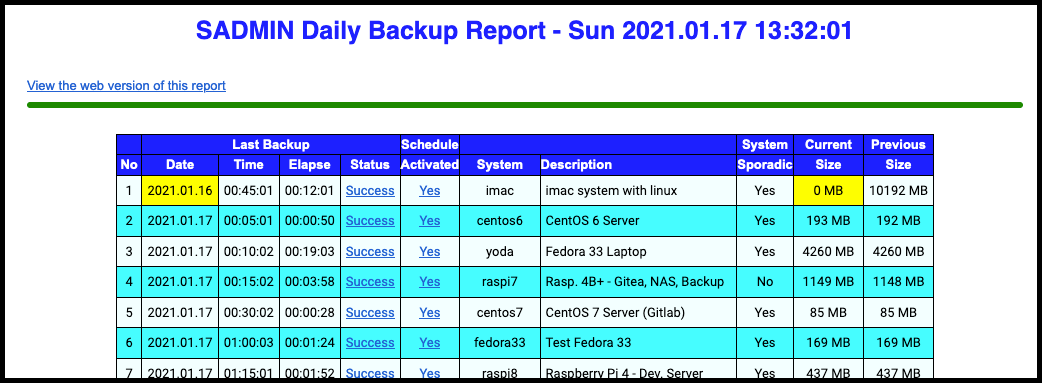 SADMIN Daily Backup Report - Sun 2021.01.17 13:32:01
View the web version of this report
Last Backup Schedule System Current Previous
No Date Time Elapse Status Activated System Description Sporadic Size Size
1 2021.01.16 00:45:01 00:12:01 Success Yes imac imac system with linux Yes 0 MB 10192 MB
2 2021.01.17 00:05:01 00:00:50 Success Yes centos6 CentOS 6 Server Yes 193 MB 192 MB
3 2021.01.17 00:10:02 00:19:03 Success Yes yoda Fedora 33 Laptop Yes 4260 MB 4260 MB
4 2021.01.17 00:15:02 00:03:58 Success Yes raspi7 Rasp. 4B+ - Gitea, NAS, Backup No 1149 MB 1148 MB
5 2021.01.17 00:30:02 00:00:28 Success Yes centos7 CentOS 7 Server (Gitlab) Yes 85 MB 85 MB
6 2021.01.17 01:00:03 00:01:24 Success Yes fedora33 Test Fedora 33 Yes 169 MB 169 MB
7 2021.01.17 01:15:01 00:01:52 Success Yes raspi8 Raspberry Pi 4 - Dev. Server Yes 437 MB 437 MB